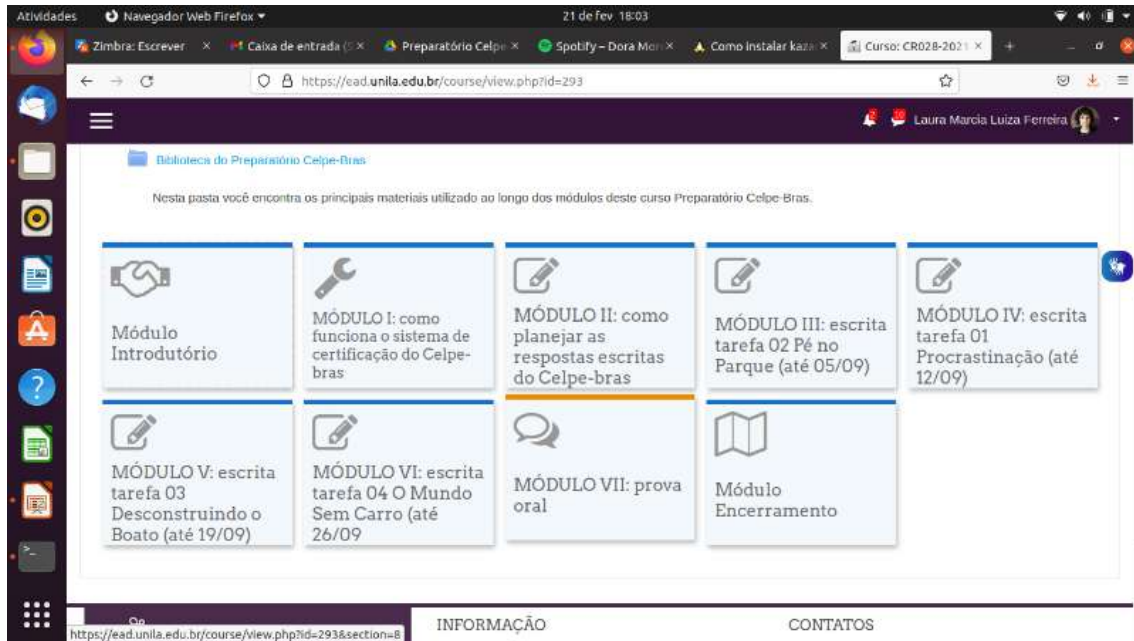 Atividades
Navegador Web Firefox
21 de fev 18:03
Zimbra: Escrever
Caixa de entrada (5
Preparatório Celpe
Spotify – Dora Mor
Como instalar kaza
Curso: CR028-2021
https://ead.unila.edu.br/course/view.php?id=293
Laura Marcia Luiza Ferreira
Biblioteca do Preparatório Celpe-Bras
Nesta pasta você encontra os principais materiais utilizado ao longo dos módulos deste curso Preparatório Celpe-Bras.
Módulo
Introdutório
MÓDULO I: como
funciona o sistema de
certificação do Celpe-
bras
MÓDULO II: como
planejar as
respostas escritas
do Celpe-bras
MÓDULO III: escrita
tarefa 02 Pé no
Parque (até 05/09)
MÓDULO IV: escrita
tarefa 01
Procrastinação (até
12/09)
MÓDULO V: escrita
tarefa 03
Desconstruindo o
Boato (até 19/09)
MÓDULO VI: escrita
tarefa 04 O Mundo
Sem Carro (até
26/09
MÓDULO VII: prova
oral
Módulo
Encerramento
INFORMAÇÃO
CONTATOS
https://ead.unila.edu.br/course/view.php?id=293&section=8